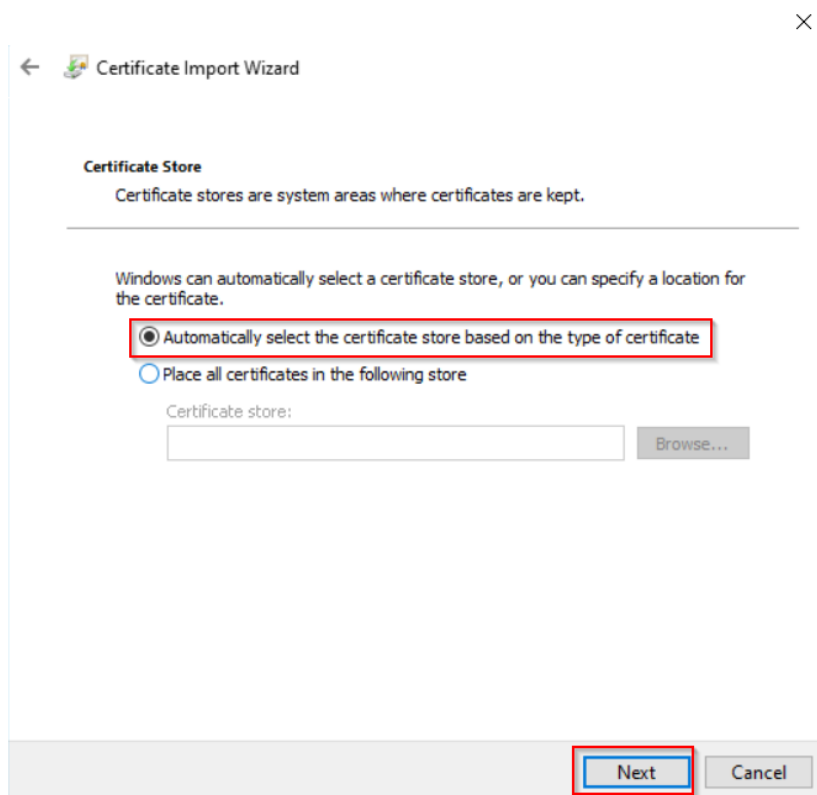 Certificate Import Wizard
Certificate Store
Certificate stores are system areas where certificates are kept.
Windows can automatically select a certificate store, or you can specify a location for
the certificate.
Automatically select the certificate store based on the type of certificate
Place all certificates in the following store
Certificate store:
Browse...
Next
Cancel